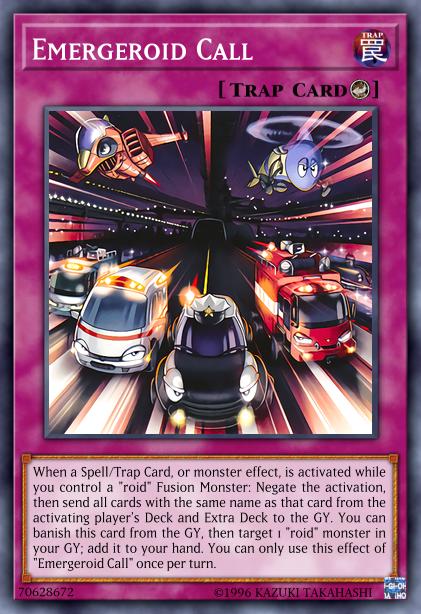 EMERGEROID CALL
TRAP
罠
[TRAP CARD]
When a Spell/Trap Card, or monster effect, is activated while
you control a "roid" Fusion Monster: Negate the activation,
then send all cards with the same name as that card from the
activating player's Deck and Extra Deck to the GY. You can
banish this card from the GY, then target 1 "roid" monster in
your GY; add it to your hand. You can only use this effect of
"Emergeroid Call" once per turn.
70628672
©1996 KAZUKI TAKAHASHI